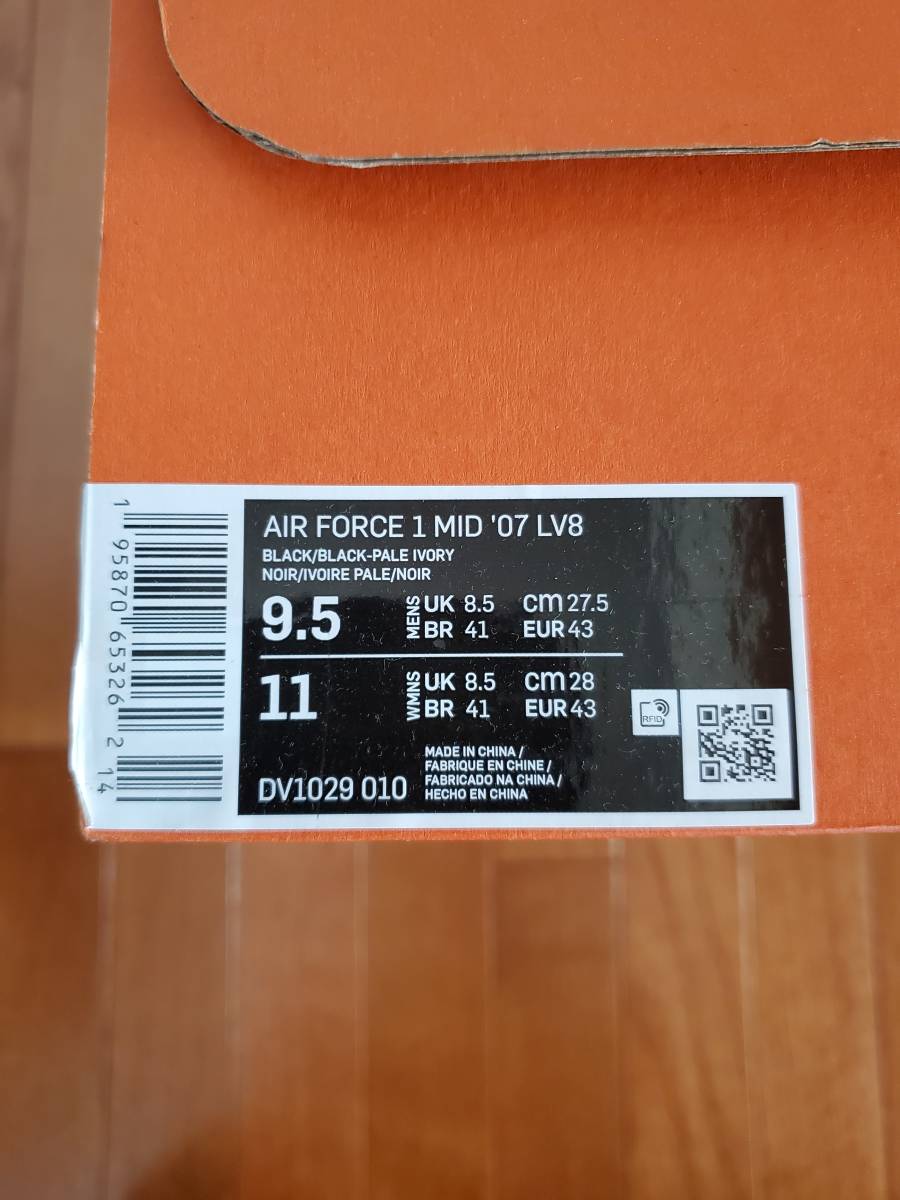 AIR FORCE 1 MID '07 LV8
BLACK/BLACK-PALE IVORY
NOIR/IVOIRE PALE/NOIR
9.5 MENS UK 8.5 cm 27.5
BR 41 EUR 43
11 WMNS UK 8.5 cm 28
BR 41 EUR 43
RFID
DV1029 010
MADE IN CHINA /
FABRIQUE EN CHINE /
FABRICADO NA CHINA /
HECHO EN CHINA
1 95870 65326 2 14